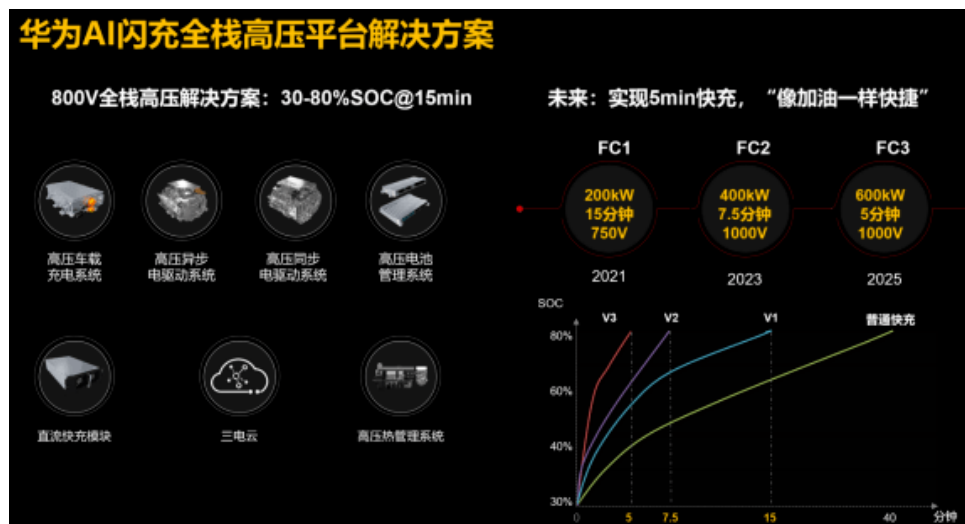 华为AI闪充全栈高压平台解决方案
800V全栈高压解决方案：30-80%SOC@15min
高压车载
充电系统
高压异步
电驱动系统
高压同步
电驱动系统
高压电池
管理系统
直流快充模块
三电云
高压热管理系统
未来：实现5min快充，“像加油一样快捷”
FC1
FC2
FC3
200kW
15分钟
750V
400kW
7.5分钟
1000V
600kW
5分钟
1000V
2021
2023
2025
SOC
V3
V2
V1
普通快充
80%
60%
40%
30%
0
5
7.5
15
40
分钟